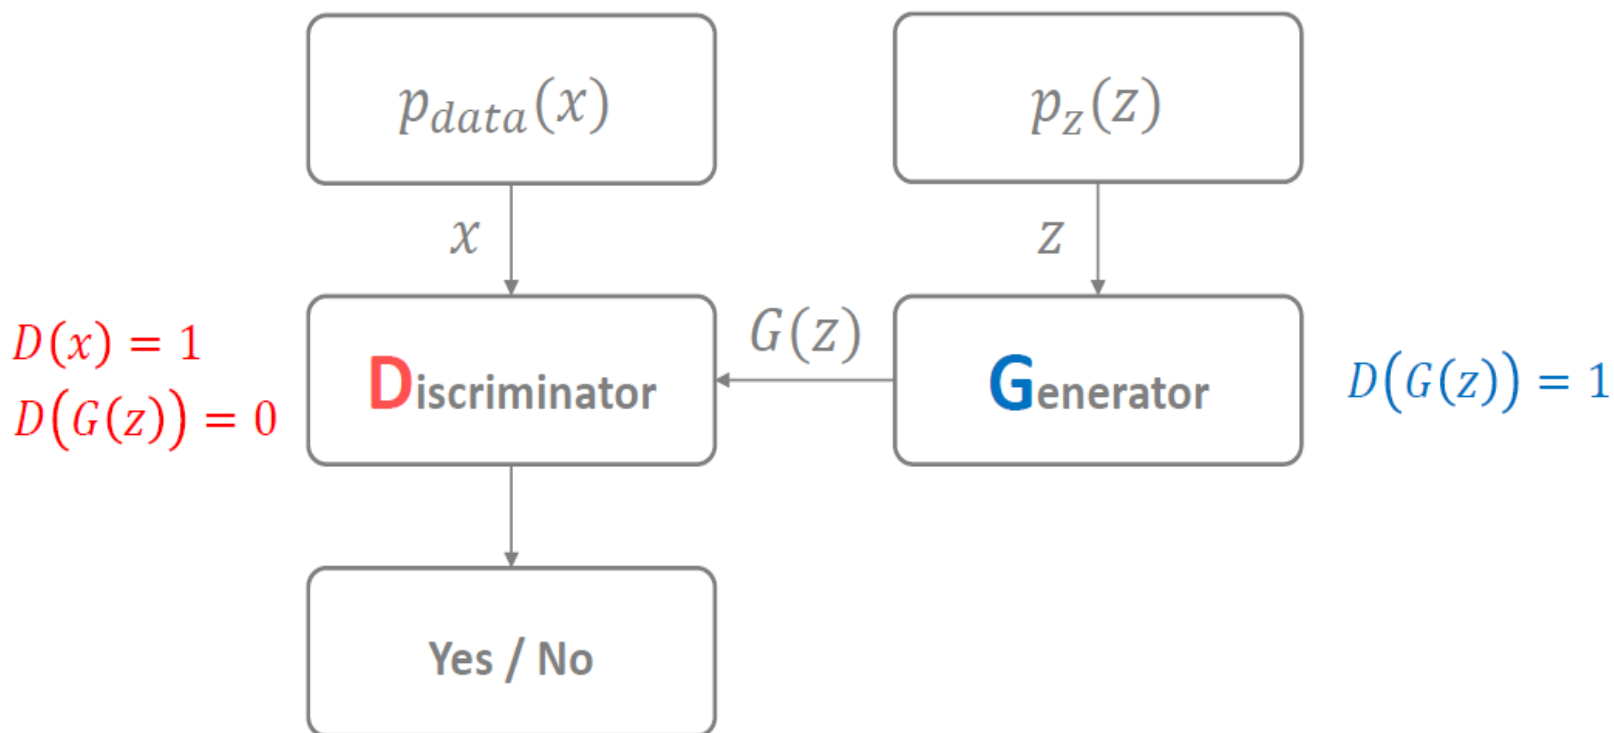 p_data(x)
p_z(z)
x
z
D(x) = 1
D(G(z)) = 0
Discriminator
G(z)
Generator
D(G(z)) = 1
Yes / No